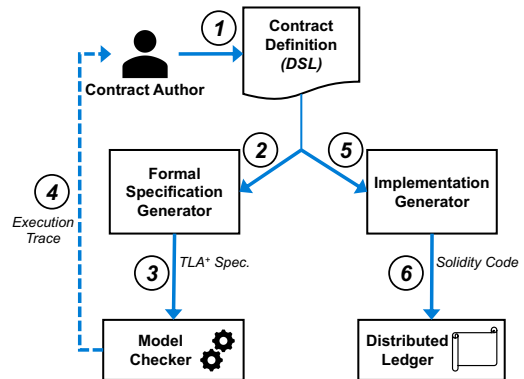 1
Contract
Definition
(DSL)
Contract Author
2
5
Formal
Specification
Generator
Implementation
Generator
4
Execution
Trace
3
TLA⁺ Spec.
6
Solidity Code
Model
Checker
Distributed
Ledger